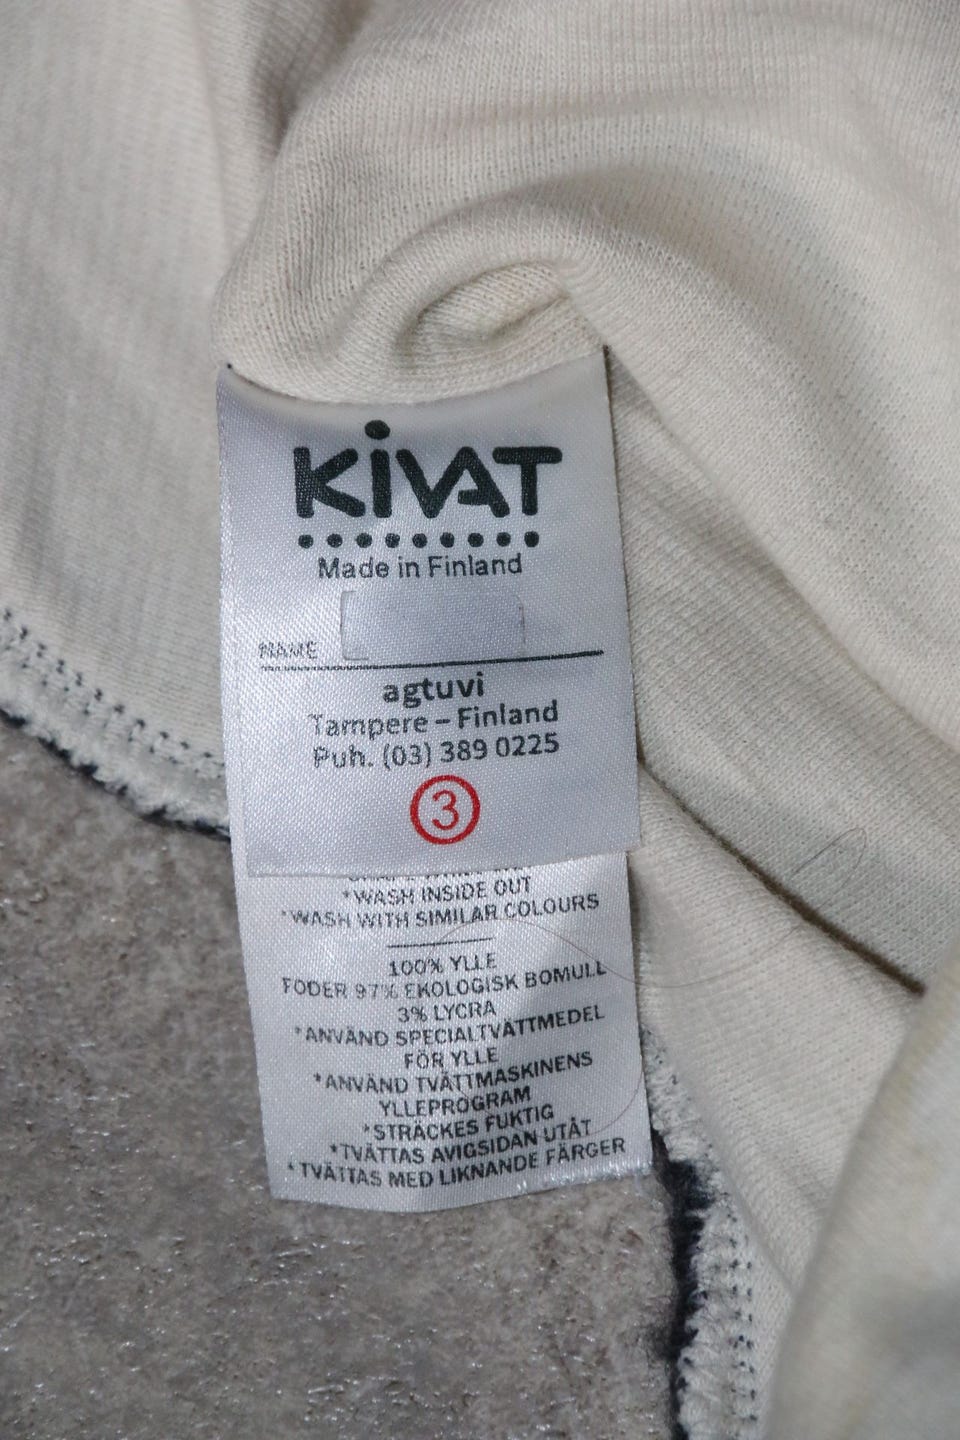 KiVAT
Made in Finland
NAME
agtuvi
Tampere – Finland
Puh. (03) 389 0225
3
*WASH INSIDE OUT
*WASH WITH SIMILAR COLOURS
100% YLLE
FODER 97% EKOLOGISK BOMULL
3% LYCRA
*ANVÄND SPECIALTVÄTTMEDEL
FÖR YLLE
*ANVÄND TVÄTTMASKINENS
YLLEPROGRAM
*STRÄCKES FUKTIG
*TVÄTTAS AVIGSIDAN UTÅT
*TVÄTTAS MED LIKNANDE FÄRGER